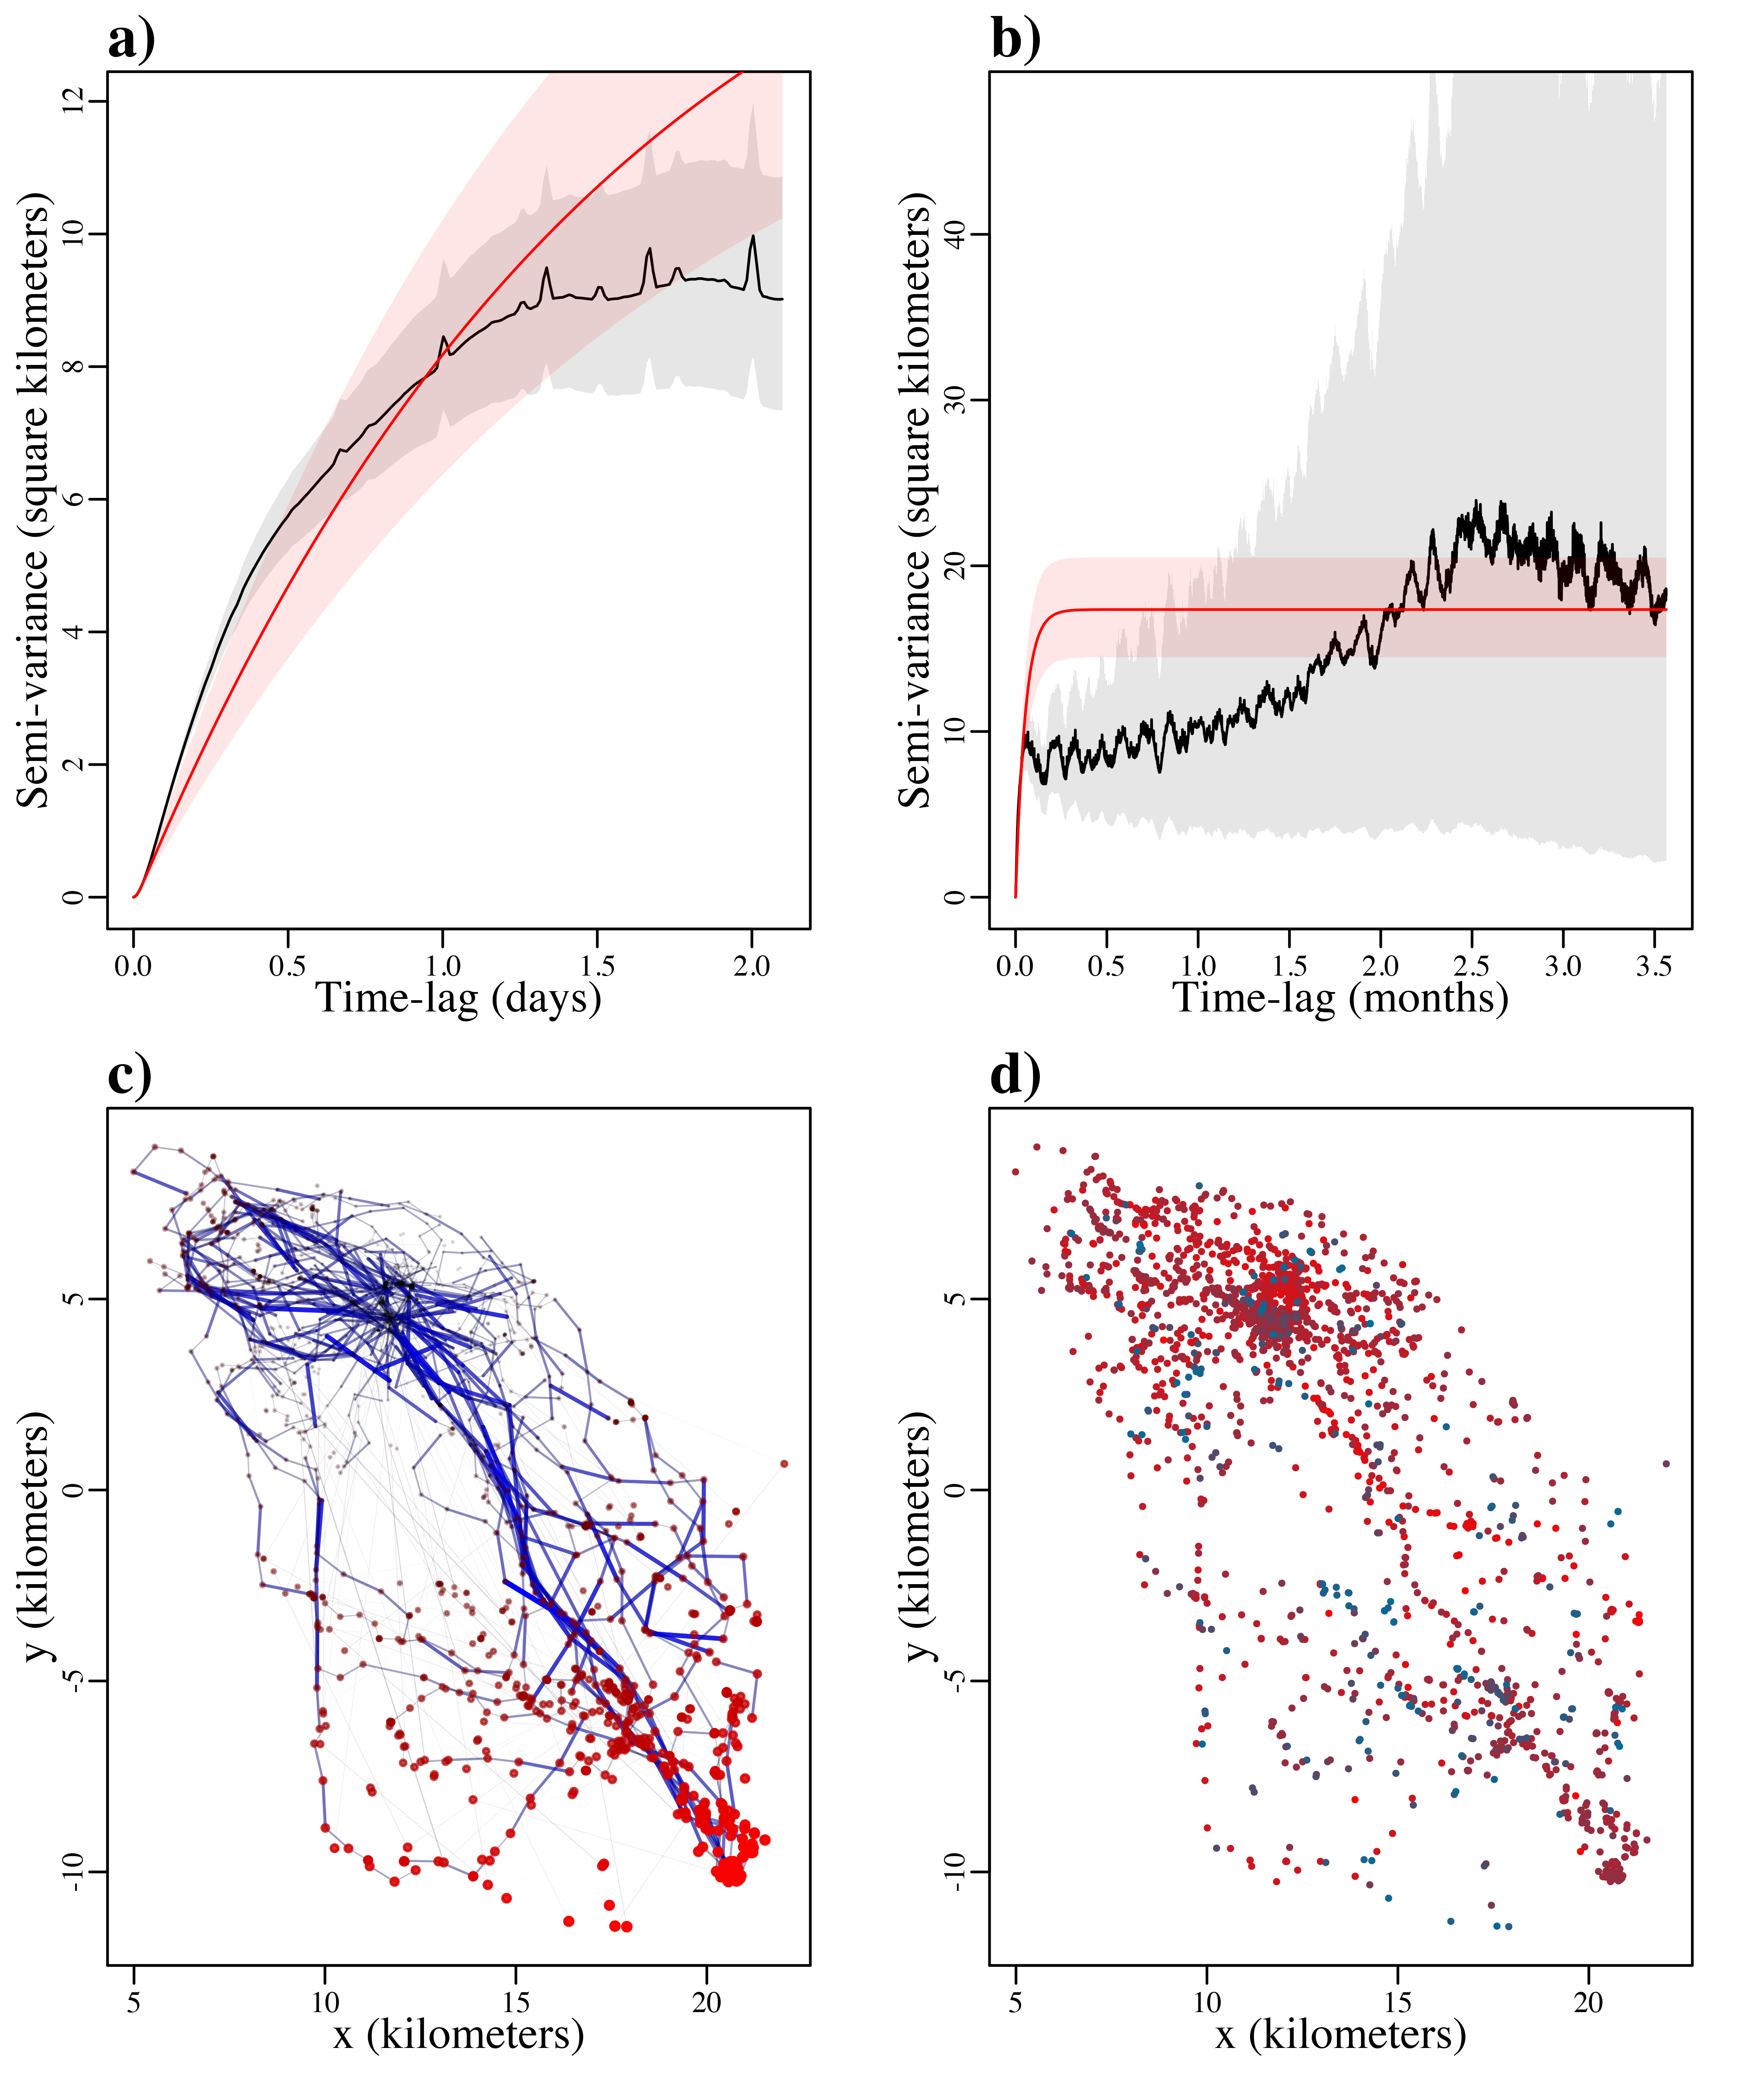 a)
Semi-variance (square kilometers)
12
10
8
6
4
2
0
0.0 0.5 1.0 1.5 2.0
Time-lag (days)
b)
Semi-variance (square kilometers)
40
30
20
10
0
0.0 0.5 1.0 1.5 2.0 2.5 3.0 3.5
Time-lag (months)
c)
y (kilometers)
5
0
-5
-10
5 10 15 20
x (kilometers)
d)
y (kilometers)
5
0
-5
-10
5 10 15 20
x (kilometers)